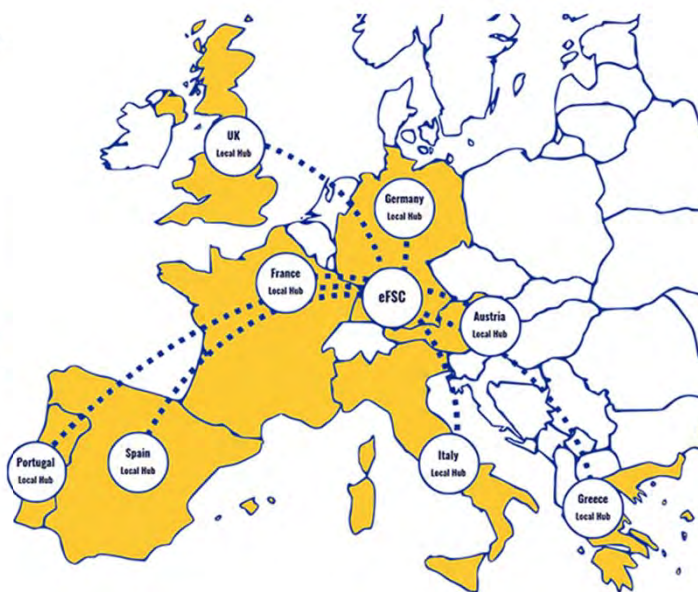 UK
Local Hub
Germany
Local Hub
France
Local Hub
eFSC
Austria
Local Hub
Portugal
Local Hub
Spain
Local Hub
Italy
Local Hub
Greece
Local Hub